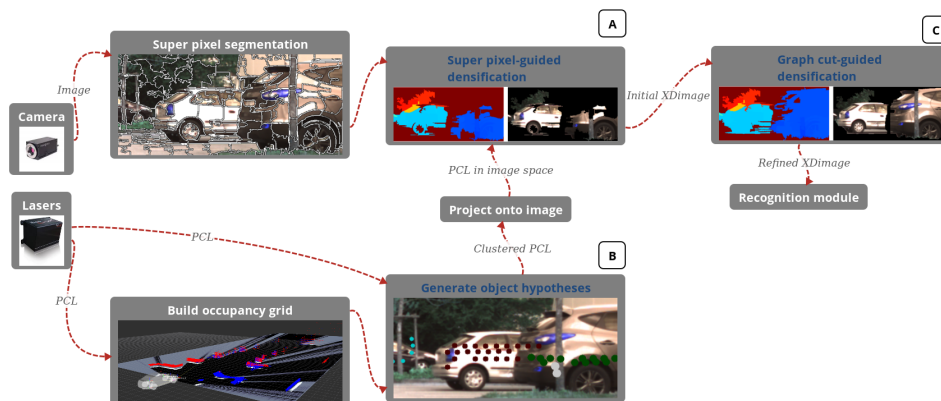 A
C
Super pixel segmentation
Super pixel-guided
densification
Graph cut-guided
densification
Image
Initial XDimage
Camera
PCL in image space
Refined XDimage
Lasers
Project onto image
Recognition module
PCL
Clustered PCL
B
Generate object hypotheses
PCL
Build occupancy grid